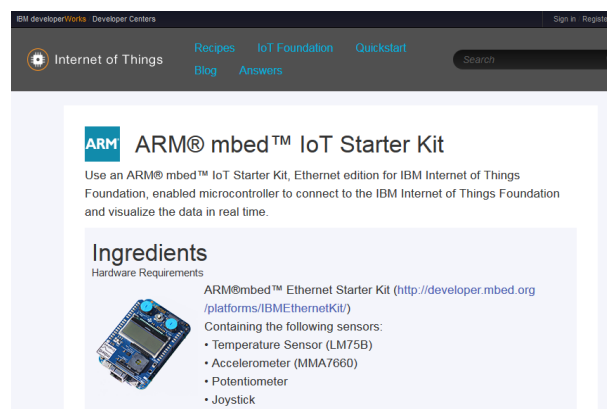 IBM developerWorks Developer Centers
Sign in Registe
Internet of Things
Recipes IoT Foundation Quickstart
Blog Answers
Search
ARM
ARM® mbed™ IoT Starter Kit
Use an ARM® mbed™ IoT Starter Kit, Ethernet edition for IBM Internet of Things
Foundation, enabled microcontroller to connect to the IBM Internet of Things Foundation
and visualize the data in real time.
Ingredients
Hardware Requirements
ARM®mbed™ Ethernet Starter Kit (http://developer.mbed.org
/platforms/IBMEthernetKit/)
Containing the following sensors:
• Temperature Sensor (LM75B)
• Accelerometer (MMA7660)
• Potentiometer
• Joystick